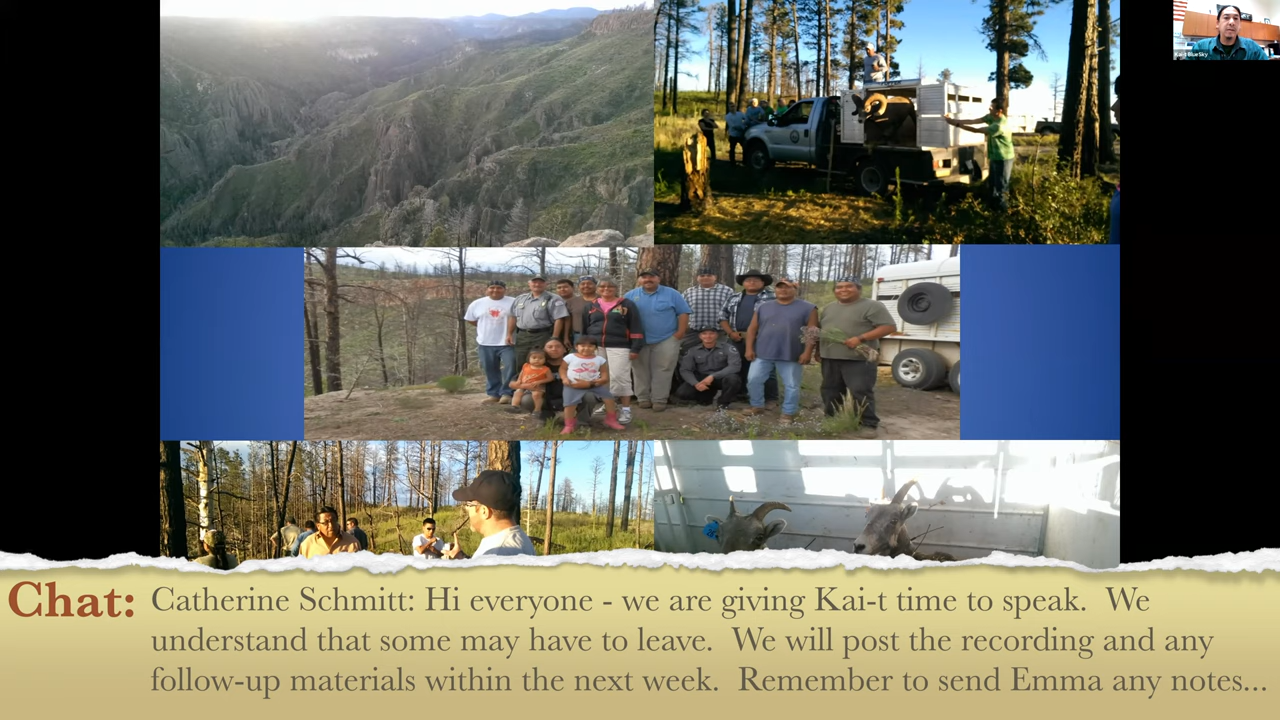 Kai-t BlueSky
Chat: Catherine Schmitt: Hi everyone - we are giving Kai-t time to speak. We
understand that some may have to leave. We will post the recording and any
follow-up materials within the next week. Remember to send Emma any notes...